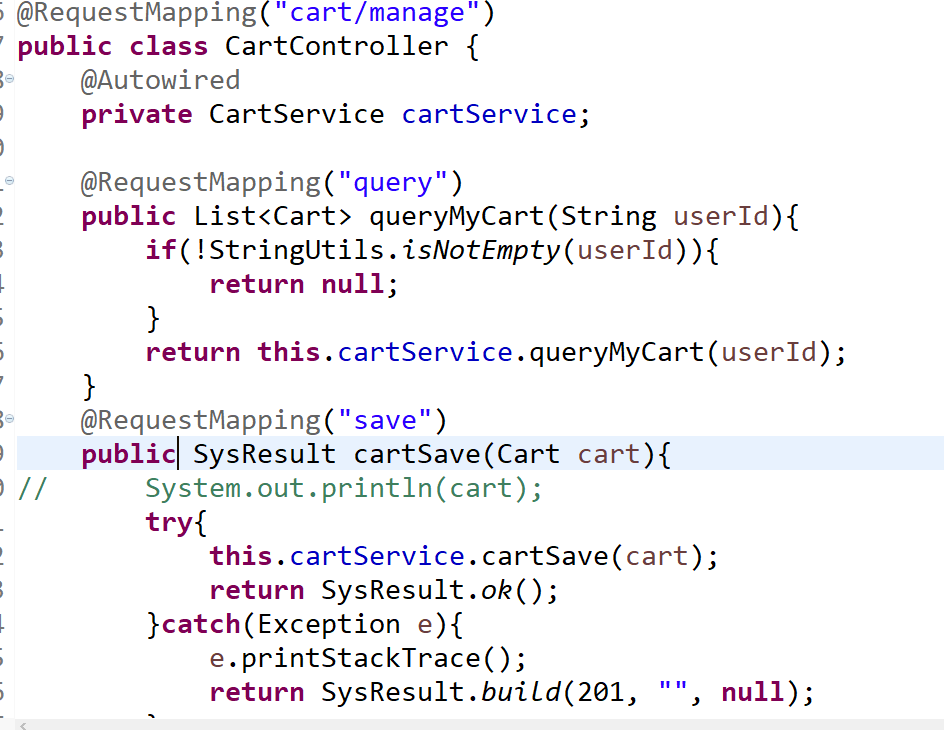 @RequestMapping("cart/manage")
public class CartController {
    @Autowired
    private CartService cartService;

    @RequestMapping("query")
    public List<Cart> queryMyCart(String userId){
        if(!StringUtils.isNotEmpty(userId)){
            return null;
        }
        return this.cartService.queryMyCart(userId);
    }
    @RequestMapping("save")
    public SysResult cartSave(Cart cart){
//      System.out.println(cart);
        try{
            this.cartService.cartSave(cart);
            return SysResult.ok();
        }catch(Exception e){
            e.printStackTrace();
            return SysResult.build(201, "", null);